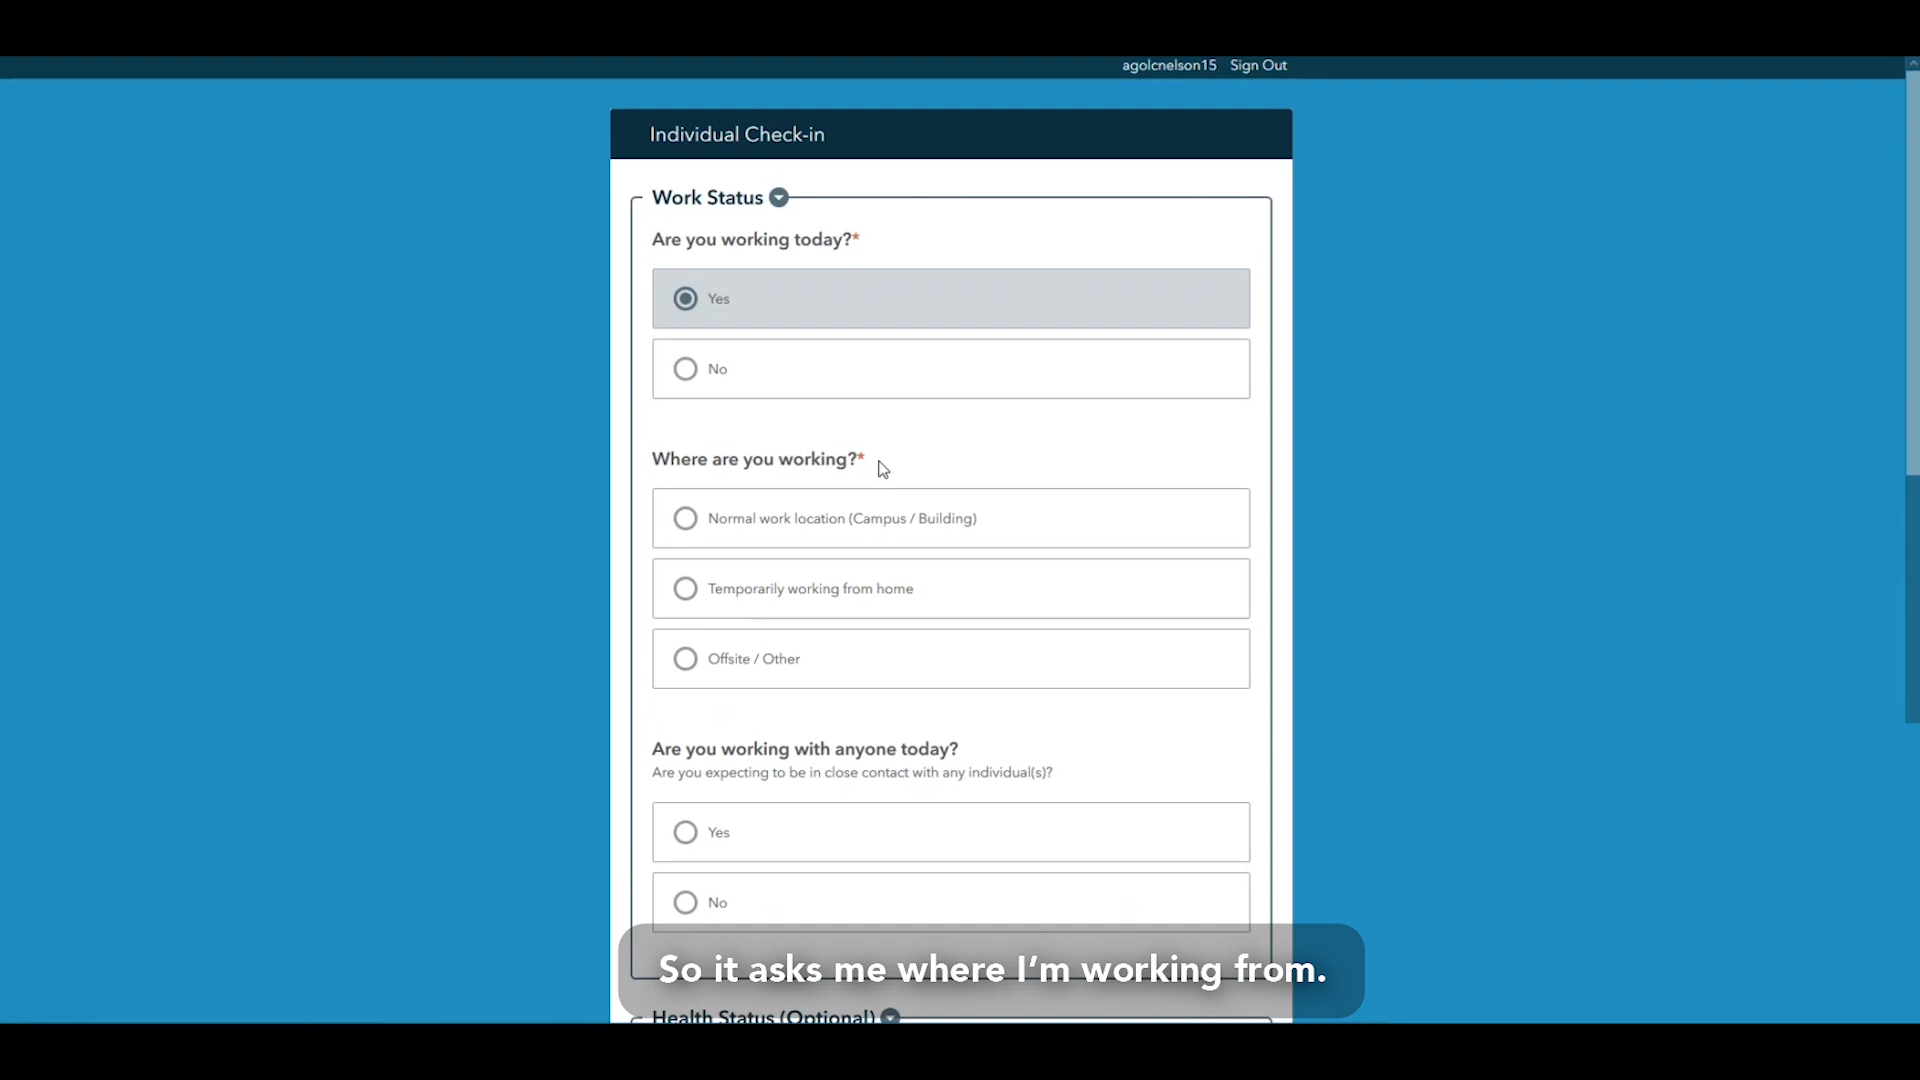 agolcnelson15 Sign Out
Individual Check-in
Work Status
Are you working today?*
Yes
No
Where are you working?*
Normal work location (Campus / Building)
Temporarily working from home
Offsite / Other
Are you working with anyone today?
Are you expecting to be in close contact with any individual(s)?
Yes
No
So it asks me where I'm working from.
Health Status (Optional)